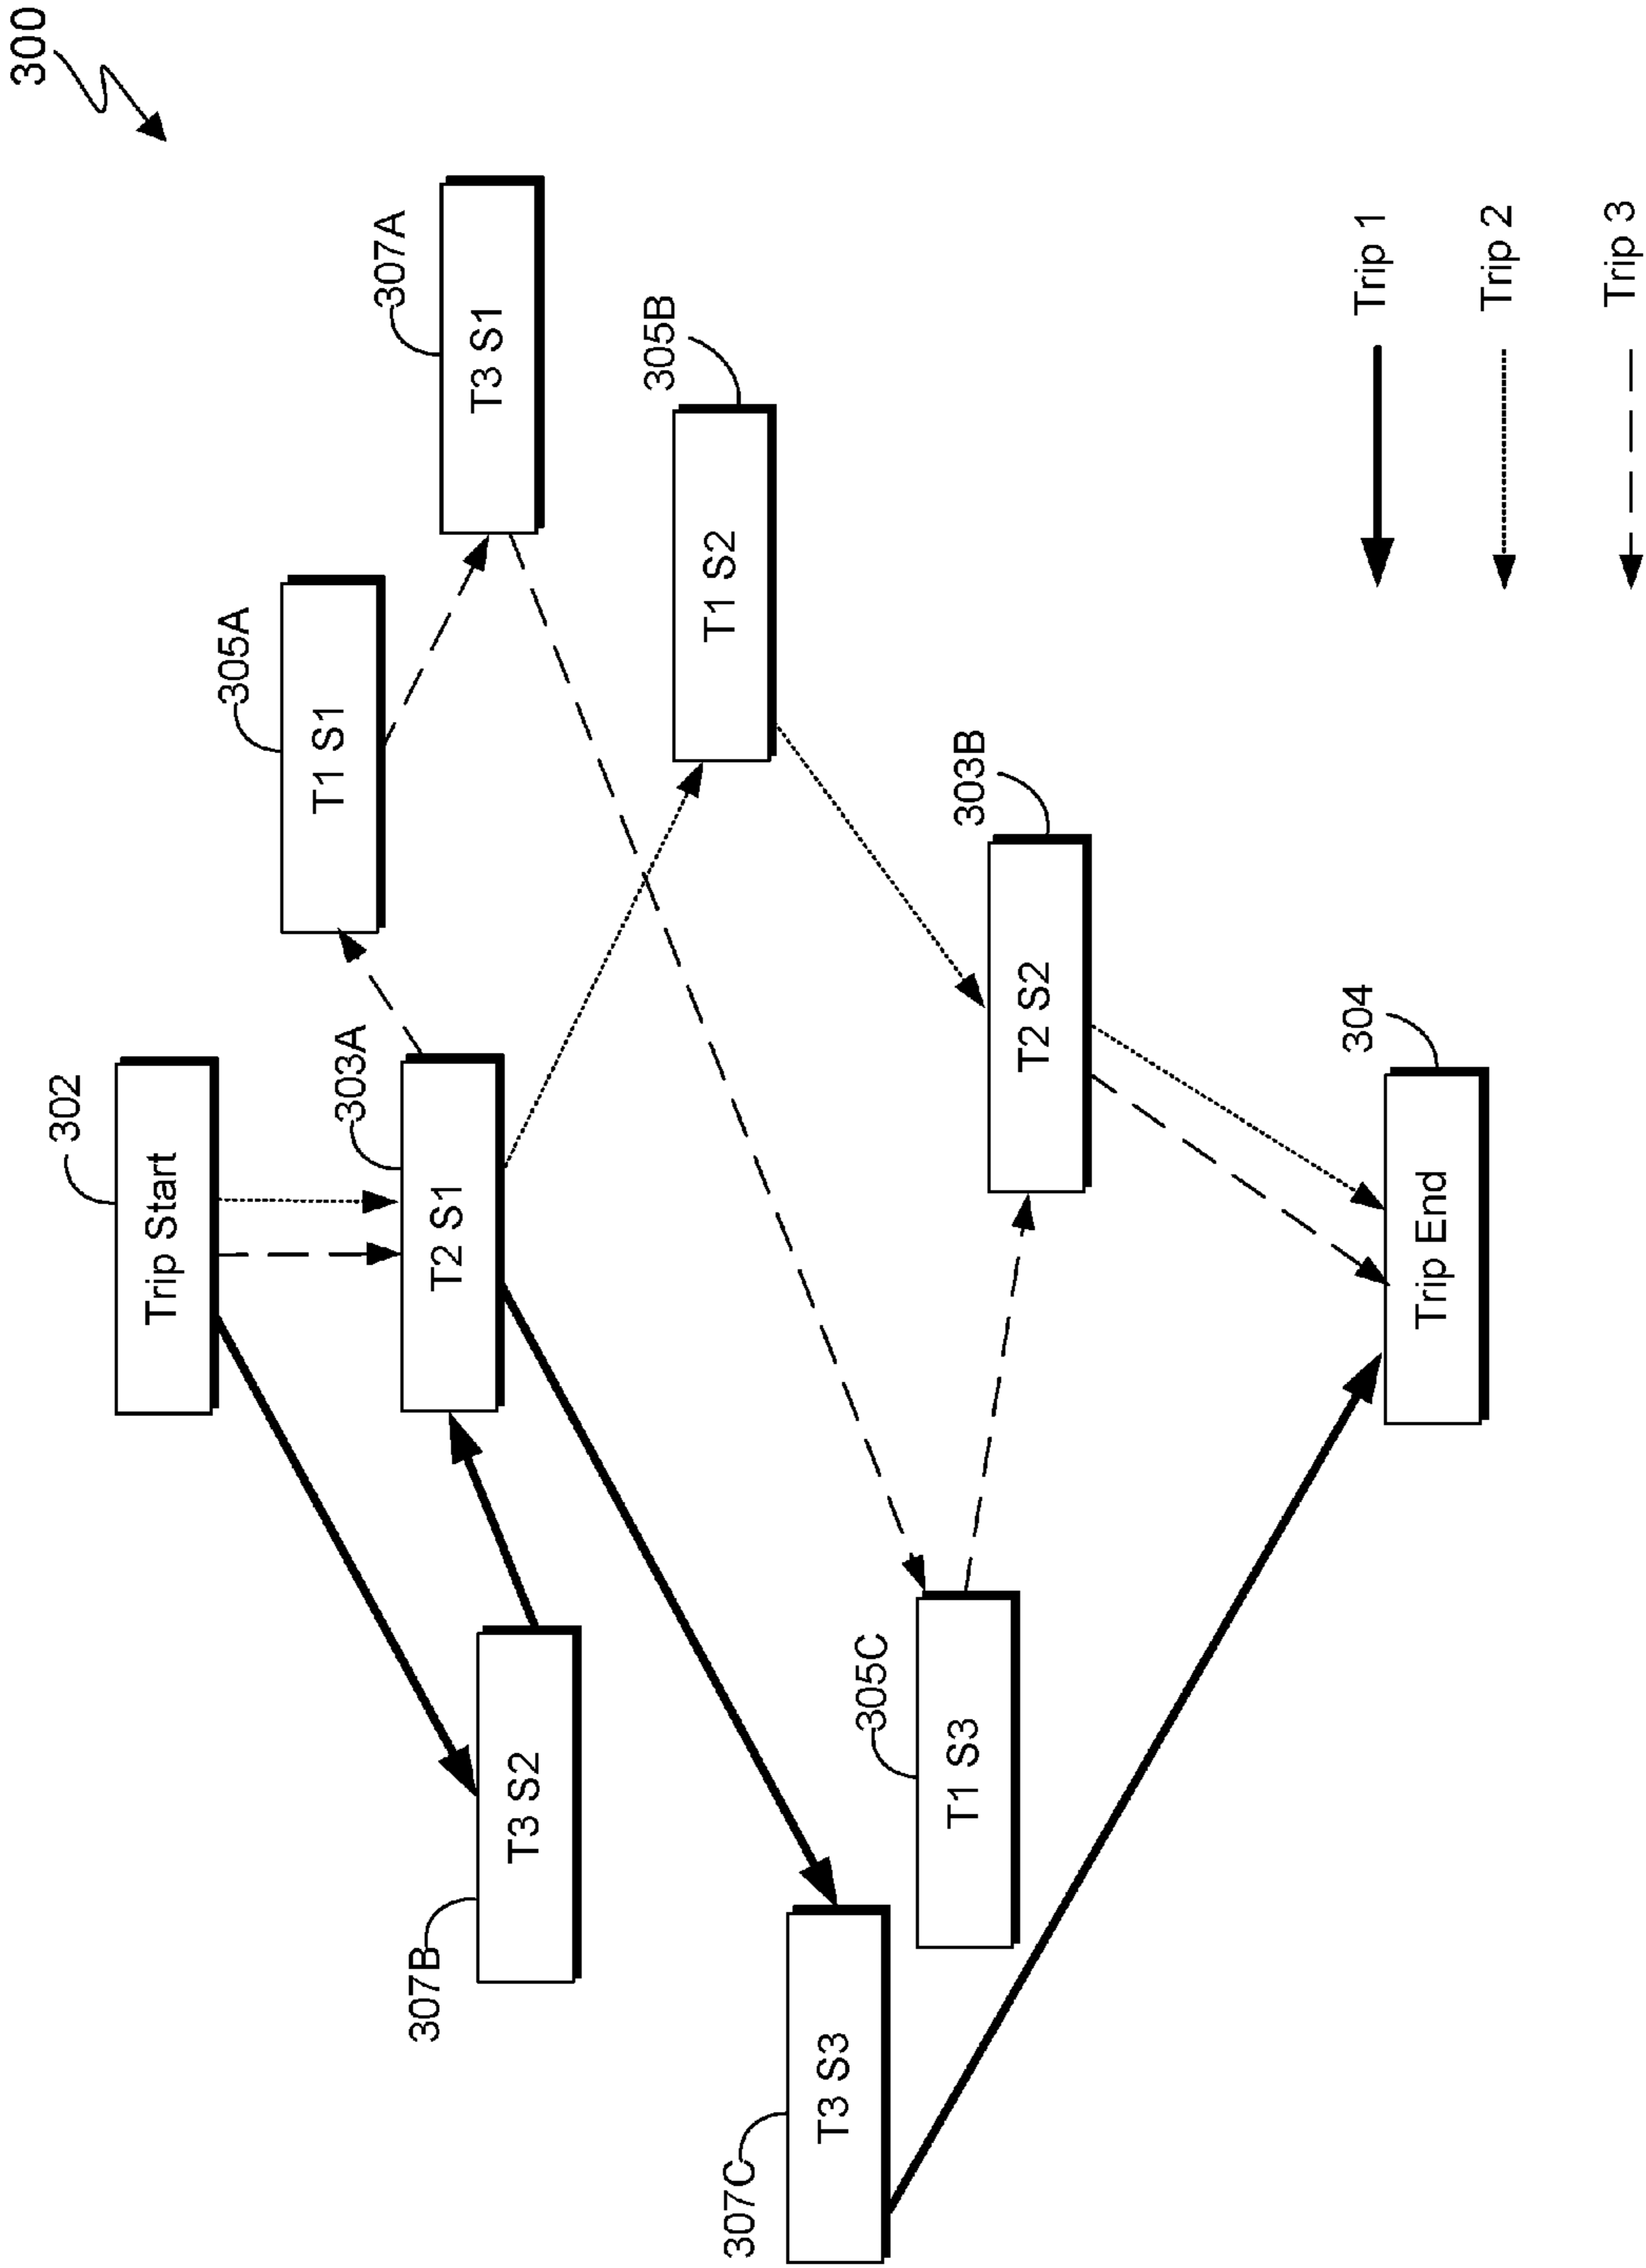 300
302
Trip Start
305A
T1 S1
303A
T2 S1
307A
T3 S1
307B
T3 S2
305B
T1 S2
307C
T3 S3
305C
T1 S3
303B
T2 S2
304
Trip End
Trip 1
Trip 2
Trip 3